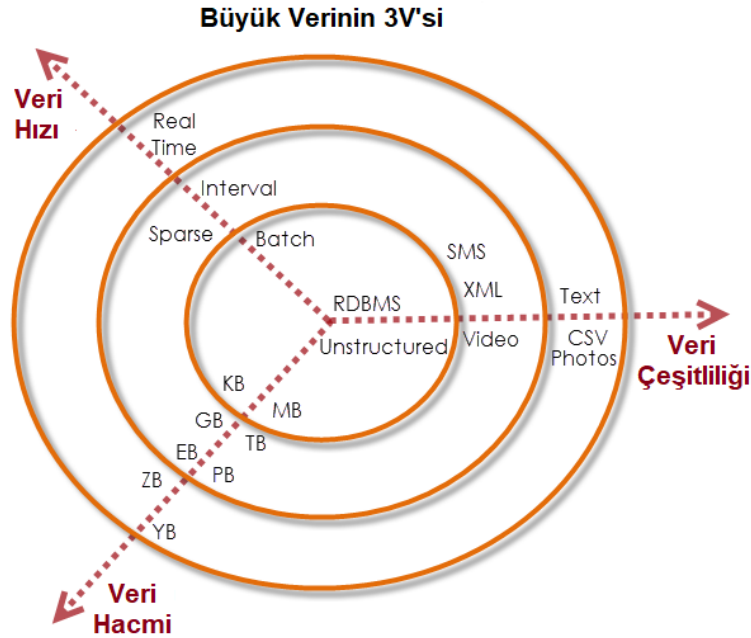 Büyük Verinin 3V'si
Veri
Hızı
Real
Time
Interval
Sparse
Batch
SMS
XML
RDBMS
Text
Unstructured
Video
CSV
Photos
Veri
Çeşitliliği
KB
MB
GB
TB
EB
PB
ZB
YB
Veri
Hacmi